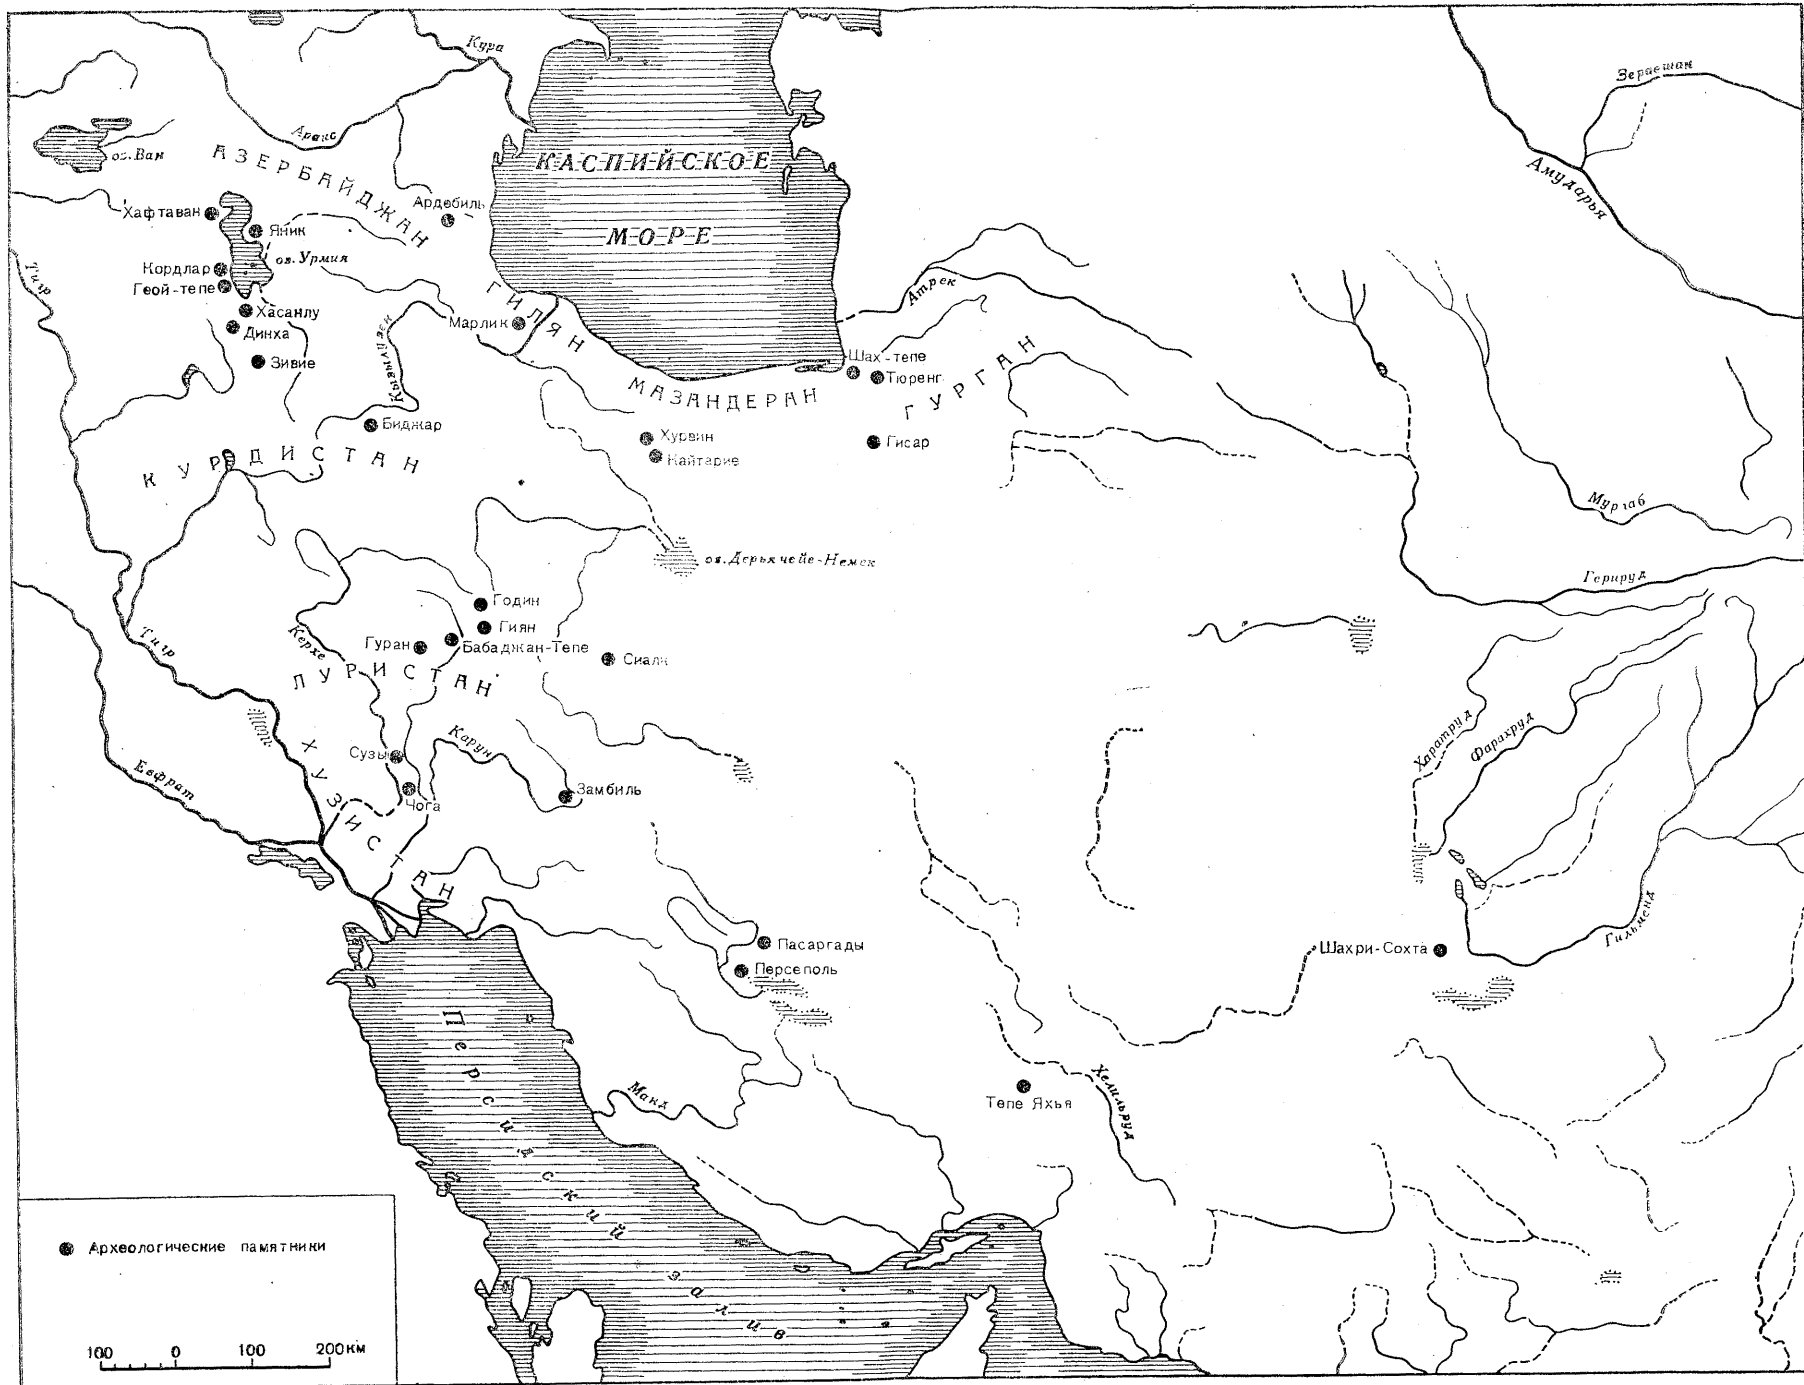 Кура
Зеравшан
Аракс
оз. Ван
АЗЕРБАЙДЖАН
КАСПИЙСКОЕ
МОРЕ
Амударья
Хафтаван
Ардебиль
Яник
оз. Урмия
Тигр
Кордлар
Геой-тепе
ГИЛЯН
Атрек
Хасанлу
Марлик
Динха
Кызылузен
Зивие
Шах-тепе
Тюренг
МАЗАНДЕРАН
ГУРГАН
Биджар
Хурвин
Гисар
Кайтарие
КУРДИСТАН
Мургаб
оз. Дерьячейе-Немек
Герируд
Годин
Гиян
Керхе
Гуран
Бабаджан-Тепе
Сиалк
Тигр
ЛУРИСТАН
Харатруд
Фарахруд
Карун
Сузы
ХУЗИСТАН
Евфрат
Замбиль
Чога
Гильменд
Пасаргады
Шахри-Сохта
Персеполь
Персидский залив
Манд
Хелильруд
Тепе Яхья
Археологические памятники
100 0 100 200км